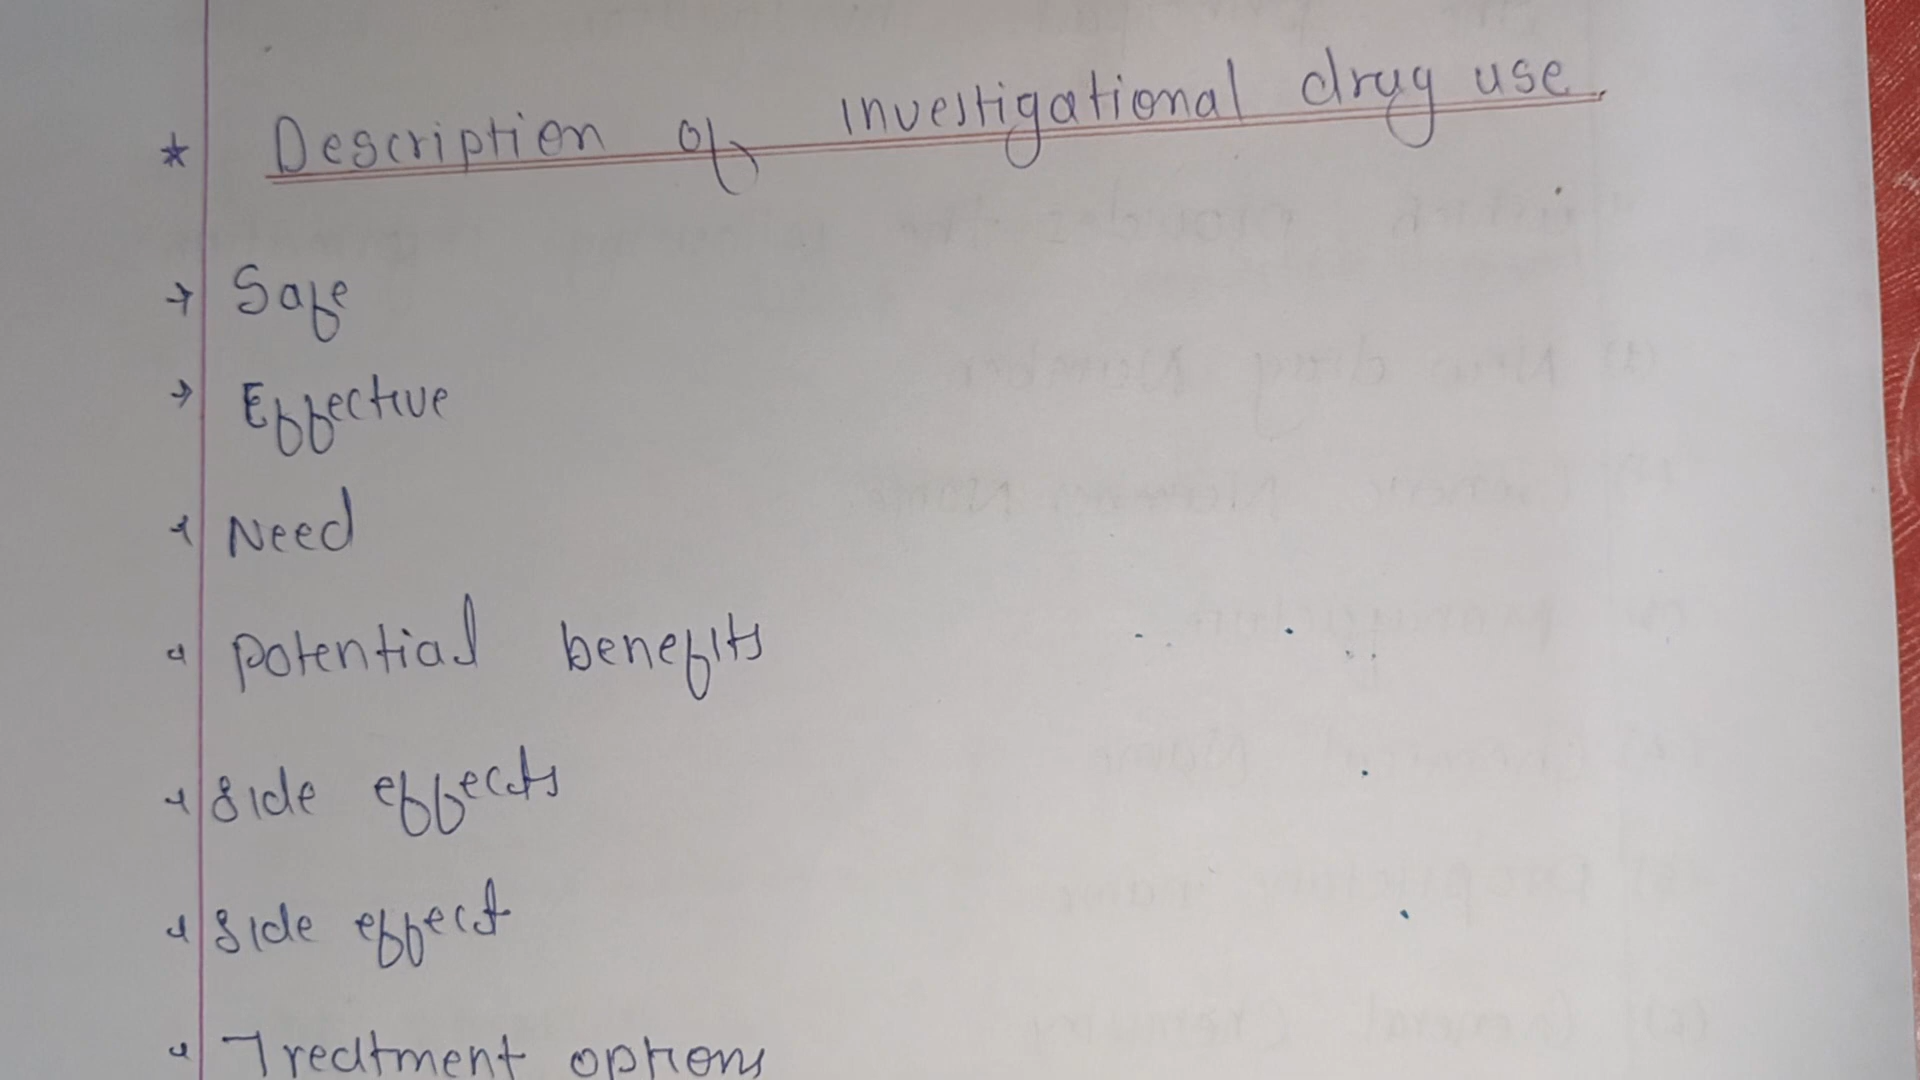 * Description of investigational drug use.
→ Safe
→ Effective
→ Need
→ Potential benefits
→ Side effects
→ Side effect
→ Treatment options